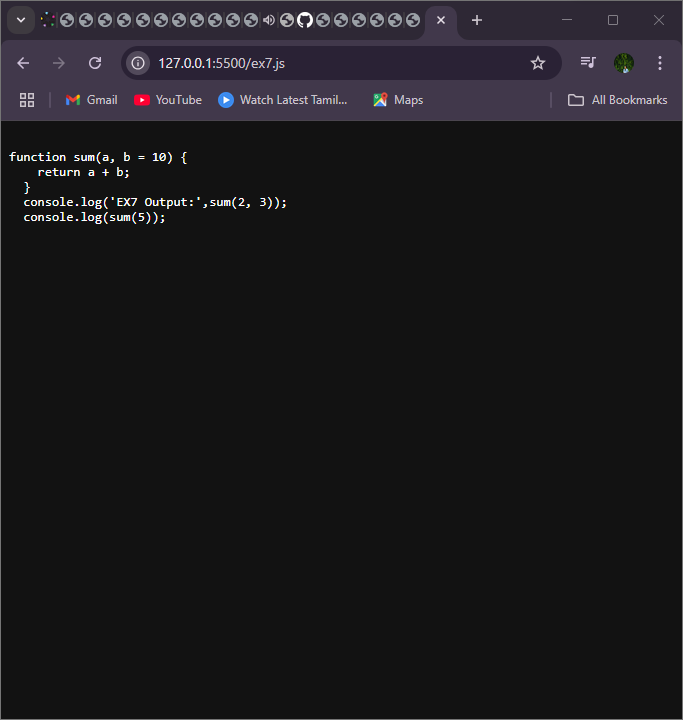 127.0.0.1:5500/ex7.js
Gmail YouTube Watch Latest Tamil... Maps All Bookmarks
function sum(a, b = 10) {
    return a + b;
  }
  console.log('EX7 Output:',sum(2, 3));
  console.log(sum(5));